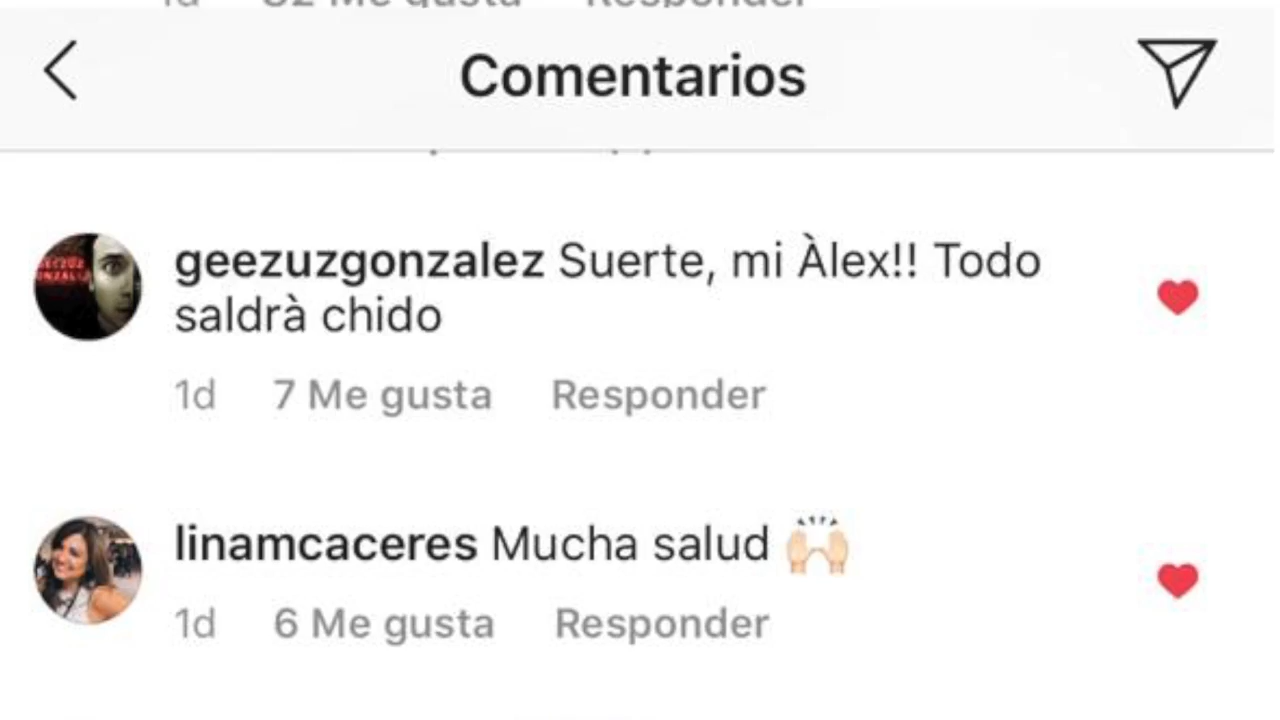 Comentarios
geezuzgonzalez Suerte, mi Àlex!! Todo
saldrà chido
1d 7 Me gusta Responder
linamcaceres Mucha salud 🙌🏻
1d 6 Me gusta Responder